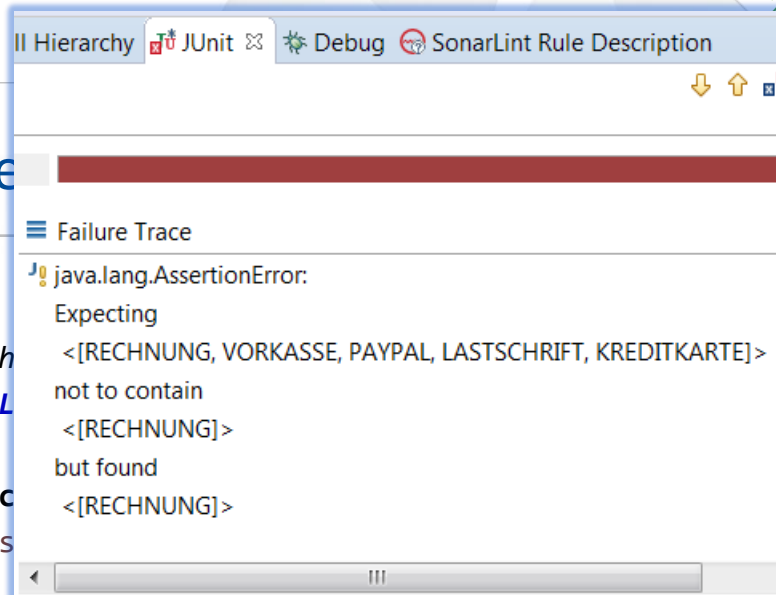 ll Hierarchy JUnit Debug SonarLint Rule Description
e
Failure Trace
java.lang.AssertionError:
Expecting
<[RECHNUNG, VORKASSE, PAYPAL, LASTSCHRIFT, KREDITKARTE]>
h
not to contain
L
<[RECHNUNG]>
but found
c
<[RECHNUNG]>
s